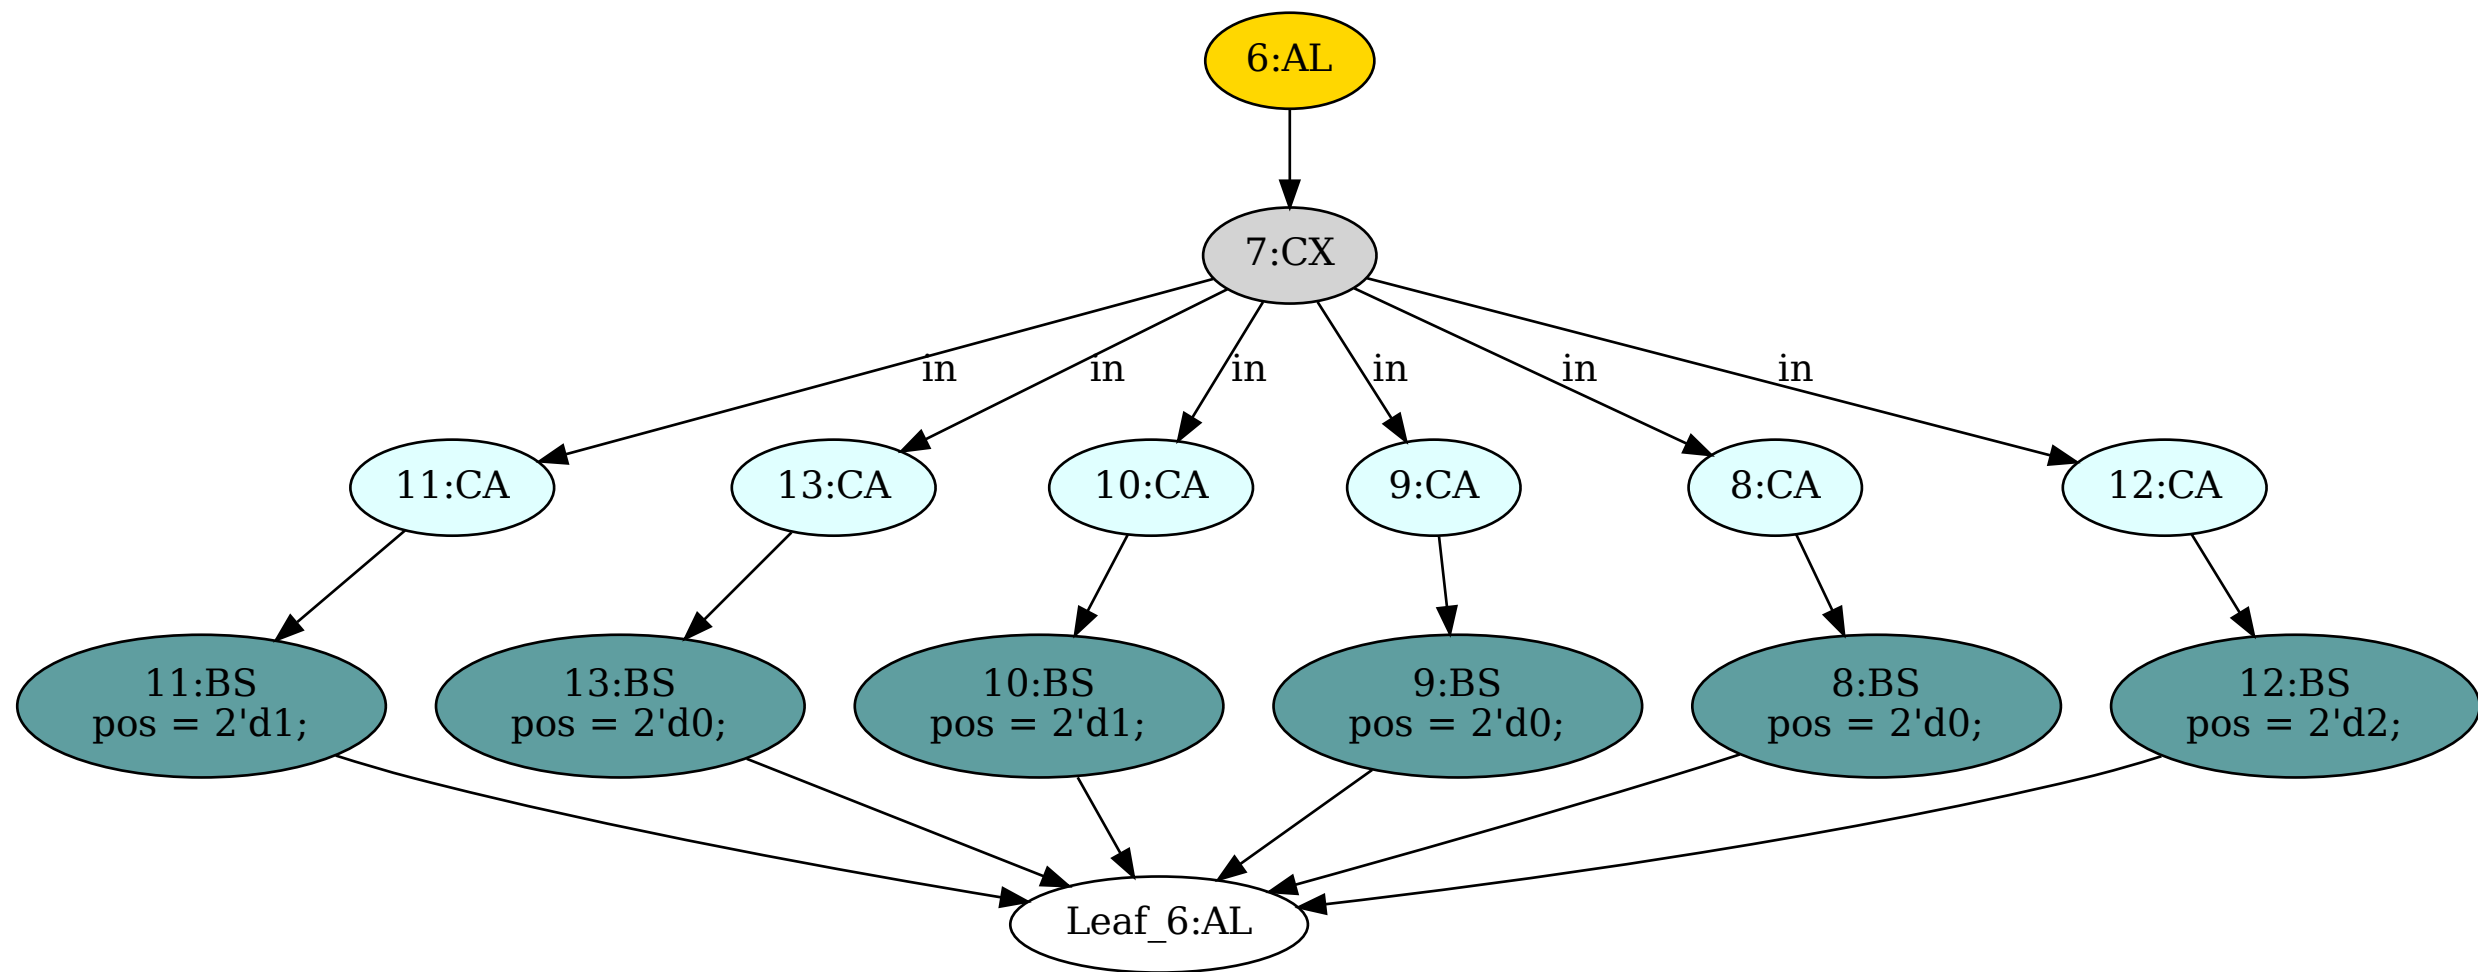 6:AL
7:CX
in
in
in
in
in
in
11:CA
13:CA
10:CA
9:CA
8:CA
12:CA
11:BS
pos = 2'd1;
13:BS
pos = 2'd0;
10:BS
pos = 2'd1;
9:BS
pos = 2'd0;
8:BS
pos = 2'd0;
12:BS
pos = 2'd2;
Leaf_6:AL